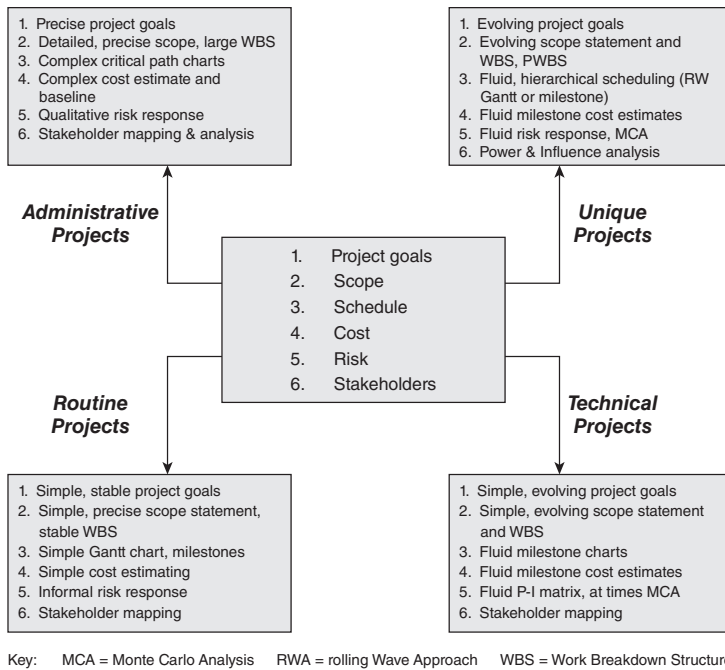 1. Precise project goals
2. Detailed, precise scope, large WBS
3. Complex critical path charts
4. Complex cost estimate and
baseline
5. Qualitative risk response
6. Stakeholder mapping & analysis
1. Evolving project goals
2. Evolving scope statement and
WBS, PWBS
3. Fluid, hierarchical scheduling (RW
Gantt or milestone)
4. Fluid milestone cost estimates
5. Fluid risk response, MCA
6. Power & Influence analysis
Administrative
Projects
Unique
Projects
1. Project goals
2. Scope
3. Schedule
4. Cost
5. Risk
6. Stakeholders
Routine
Projects
Technical
Projects
1. Simple, stable project goals
2. Simple, precise scope statement,
stable WBS
3. Simple Gantt chart, milestones
4. Simple cost estimating
5. Informal risk response
6. Stakeholder mapping
1. Simple, evolving project goals
2. Simple, evolving scope statement
and WBS
3. Fluid milestone charts
4. Fluid milestone cost estimates
5. Fluid P-I matrix, at times MCA
6. Stakeholder mapping
Key: MCA = Monte Carlo Analysis RWA = rolling Wave Approach WBS = Work Breakdown Structure